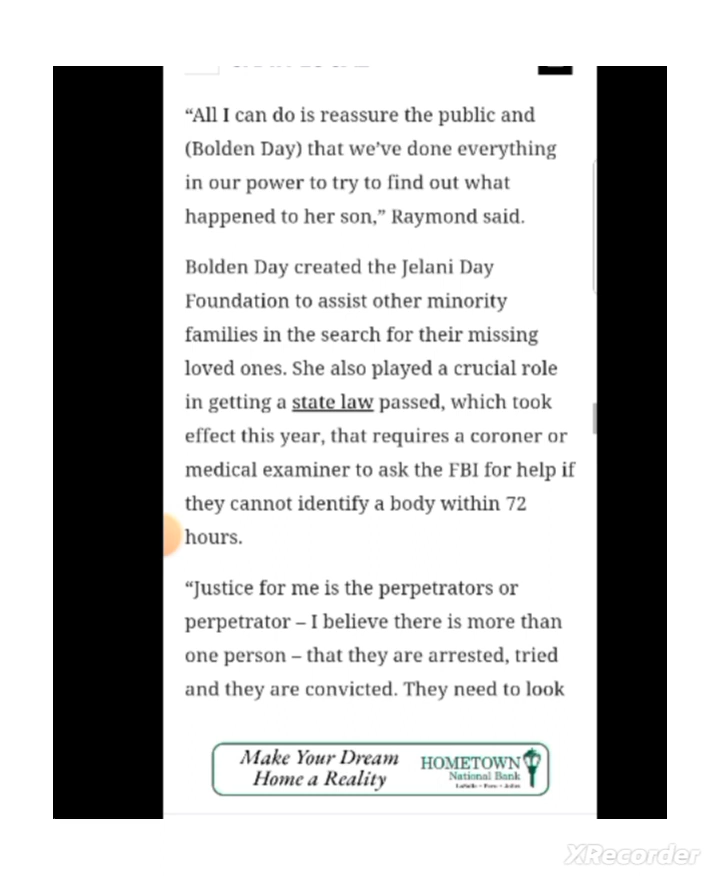 “All I can do is reassure the public and
(Bolden Day) that we’ve done everything
in our power to try to find out what
happened to her son,” Raymond said.
Bolden Day created the Jelani Day
Foundation to assist other minority
families in the search for their missing
loved ones. She also played a crucial role
in getting a state law passed, which took
effect this year, that requires a coroner or
medical examiner to ask the FBI for help if
they cannot identify a body within 72
hours.
“Justice for me is the perpetrators or
perpetrator – I believe there is more than
one person – that they are arrested, tried
and they are convicted. They need to look
Make Your Dream
Home a Reality
HOMETOWN
National Bank
LaSalle • Peru • Joliet
XRecorder